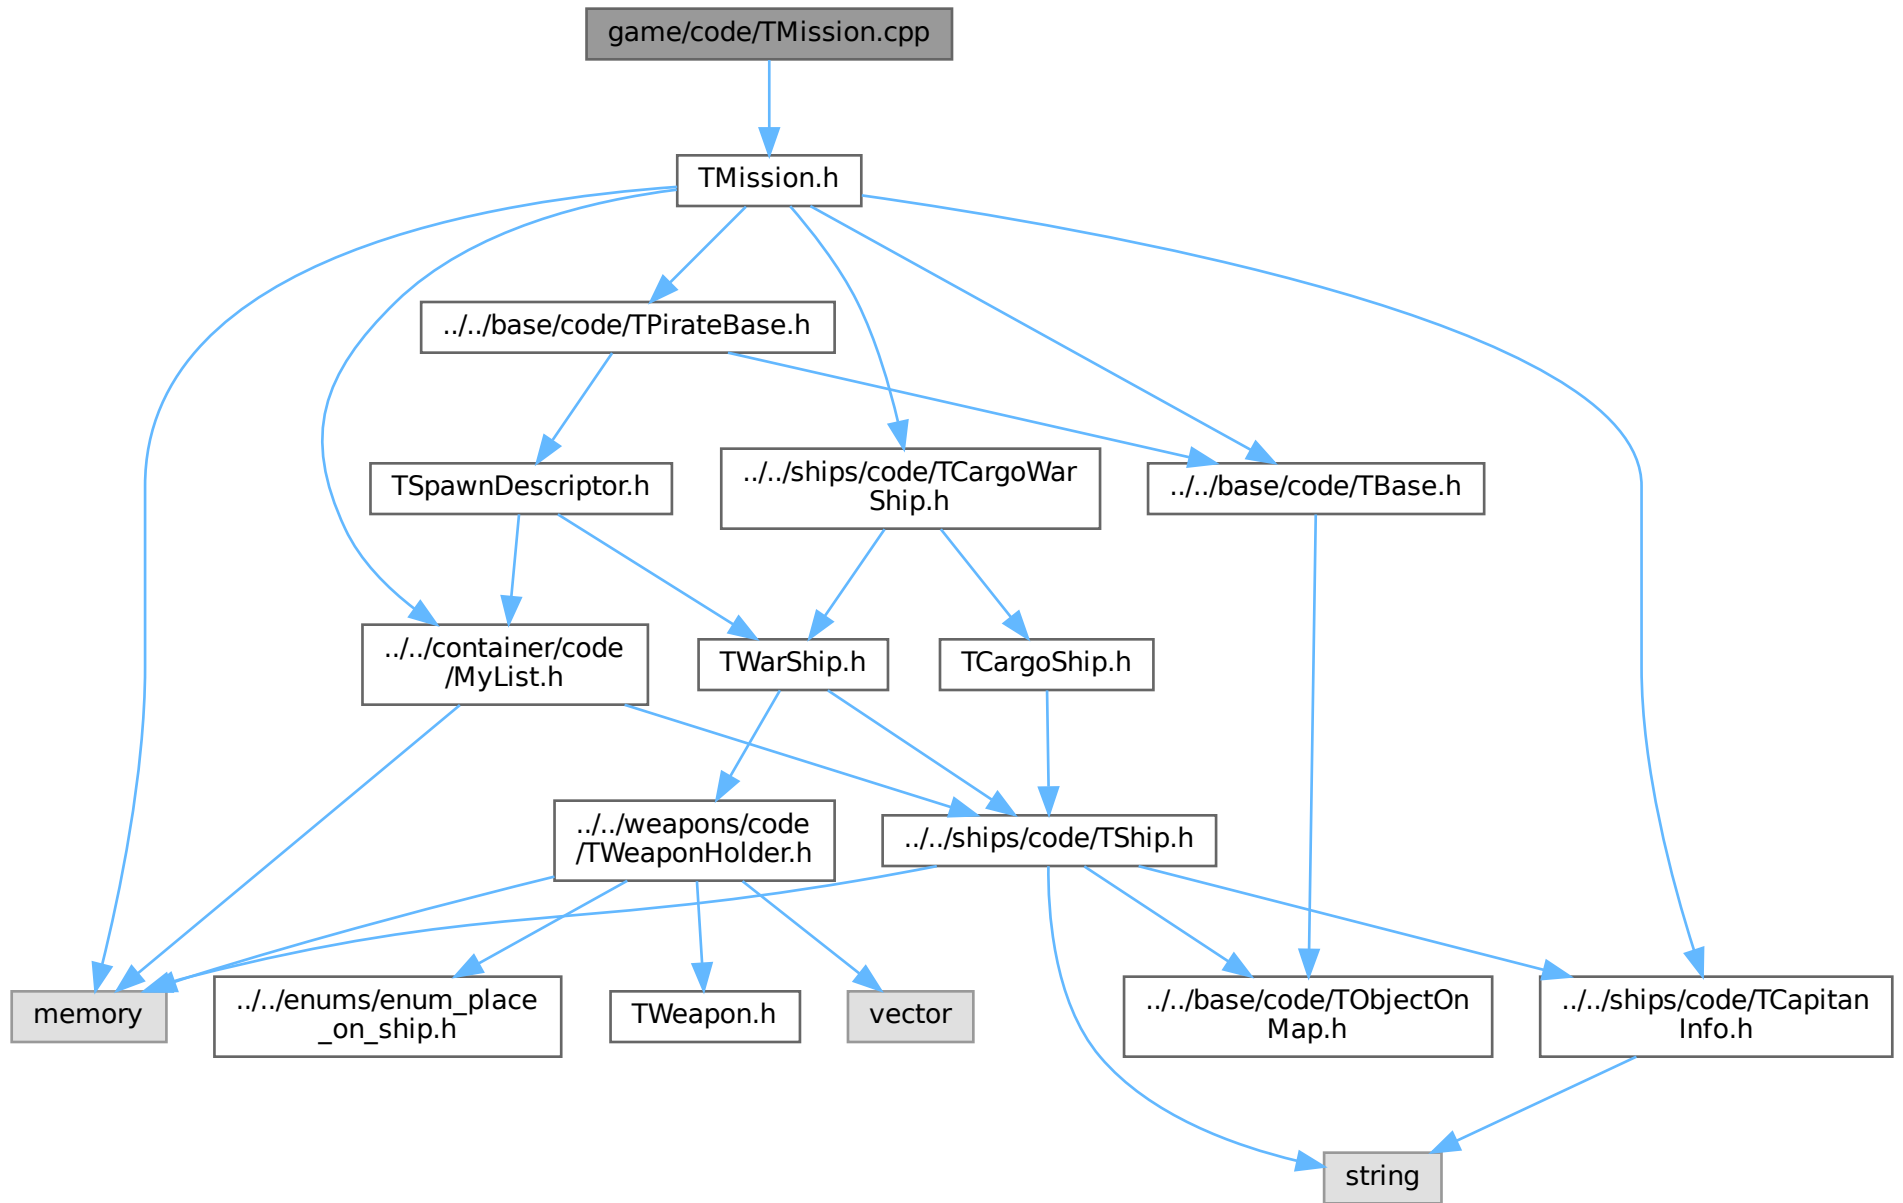 game/code/TMission.cpp
TMission.h
../../base/code/TPirateBase.h
TSpawnDescriptor.h
../../ships/code/TCargoWar
Ship.h
../../base/code/TBase.h
../../container/code
/MyList.h
TWarShip.h
TCargoShip.h
../../weapons/code
/TWeaponHolder.h
../../ships/code/TShip.h
memory
../../enums/enum_place
_on_ship.h
TWeapon.h
vector
../../base/code/TObjectOn
Map.h
../../ships/code/TCapitan
Info.h
string